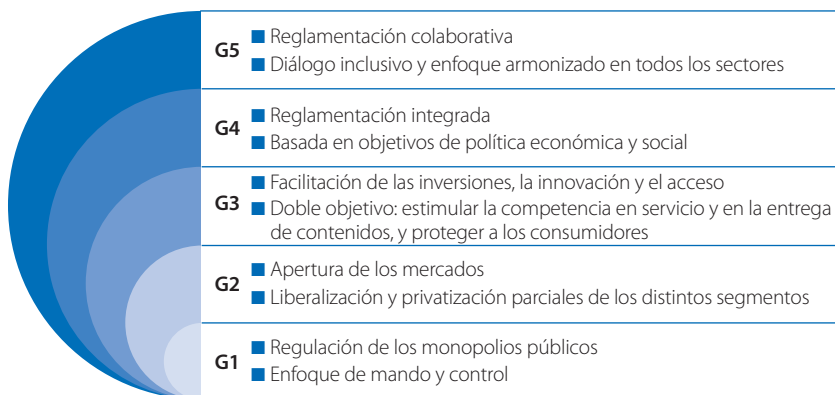 G5
■ Reglamentación colaborativa
■ Diálogo inclusivo y enfoque armonizado en todos los sectores
G4
■ Reglamentación integrada
■ Basada en objetivos de política económica y social
G3
■ Facilitación de las inversiones, la innovación y el acceso
■ Doble objetivo: estimular la competencia en servicio y en la entrega
de contenidos, y proteger a los consumidores
G2
■ Apertura de los mercados
■ Liberalización y privatización parciales de los distintos segmentos
G1
■ Regulación de los monopolios públicos
■ Enfoque de mando y control